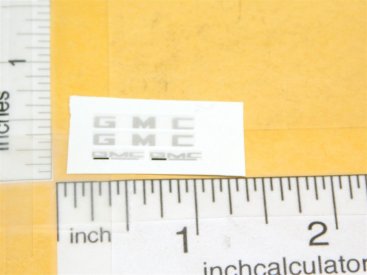 inches
1
G M C
G M C
GMC GMC
inch 1 2
inchcalculator